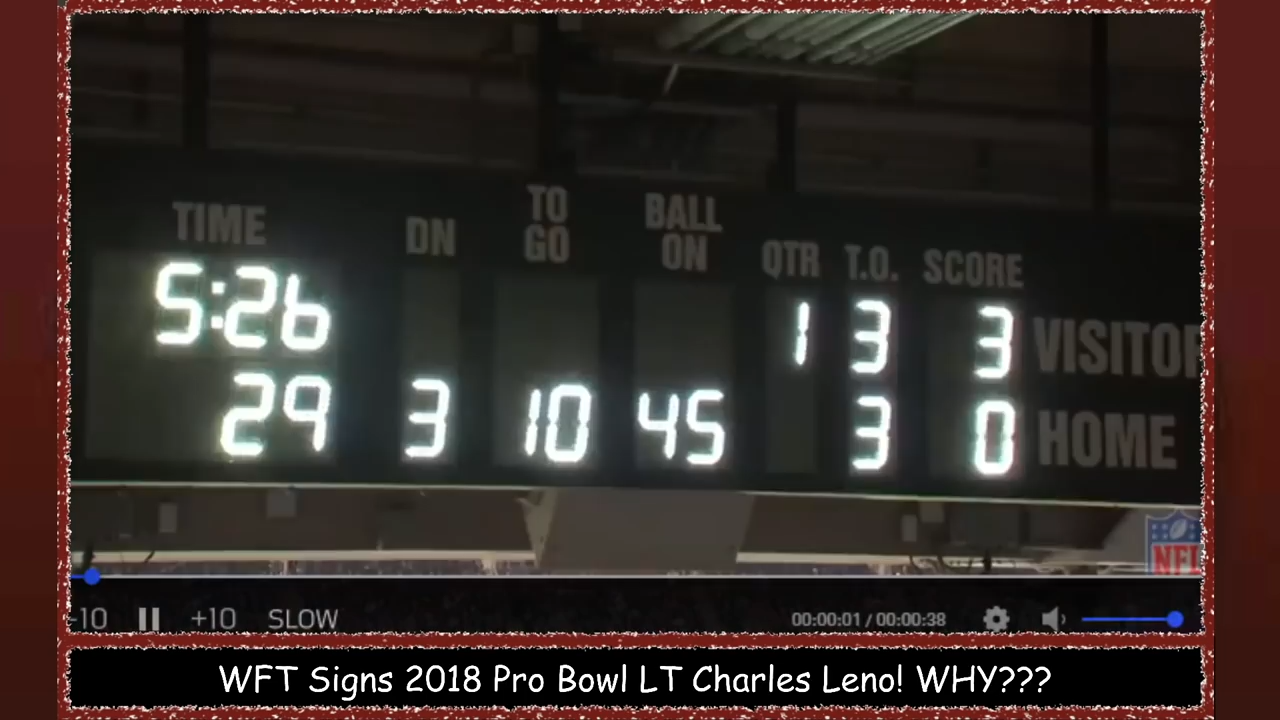 TIME DN TO GO BALL ON QTR T.O. SCORE
5:26 1 3 3 VISITOR
29 3 10 45 3 0 HOME
NFL
-10 +10 SLOW 00:00:01 / 00:00:38
WFT Signs 2018 Pro Bowl LT Charles Leno! WHY???